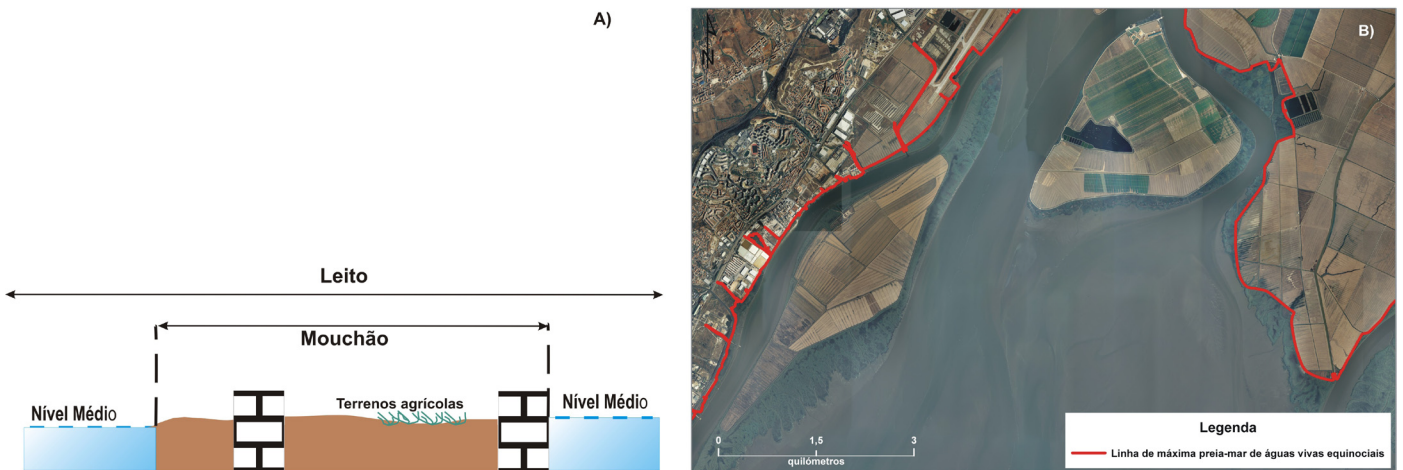 A)
Leito
Mouchão
Nível Médio
Terrenos agrícolas
Nível Médio
B)
N
0
1,5
3
quilómetros
Legenda
Linha de máxima preia-mar de águas vivas equinociais